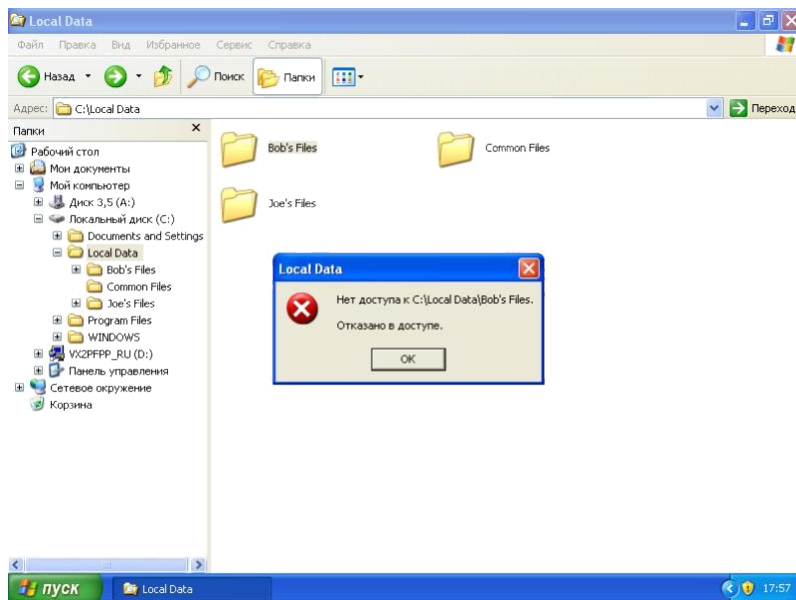 Local Data
Файл Правка Вид Избранное Сервис Справка
Назад Поиск Папки
Адрес: C:\Local Data Переход
Папки
Рабочий стол
Мои документы
Мой компьютер
Диск 3,5 (A:)
Локальный диск (C:)
Documents and Settings
Local Data
Bob's Files
Common Files
Joe's Files
Program Files
WINDOWS
VX2PFPP_RU (D:)
Панель управления
Сетевое окружение
Корзина
Bob's Files Common Files
Joe's Files
Local Data
Нет доступа к C:\Local Data\Bob's Files.
Отказано в доступе.
OK
пуск Local Data 17:57